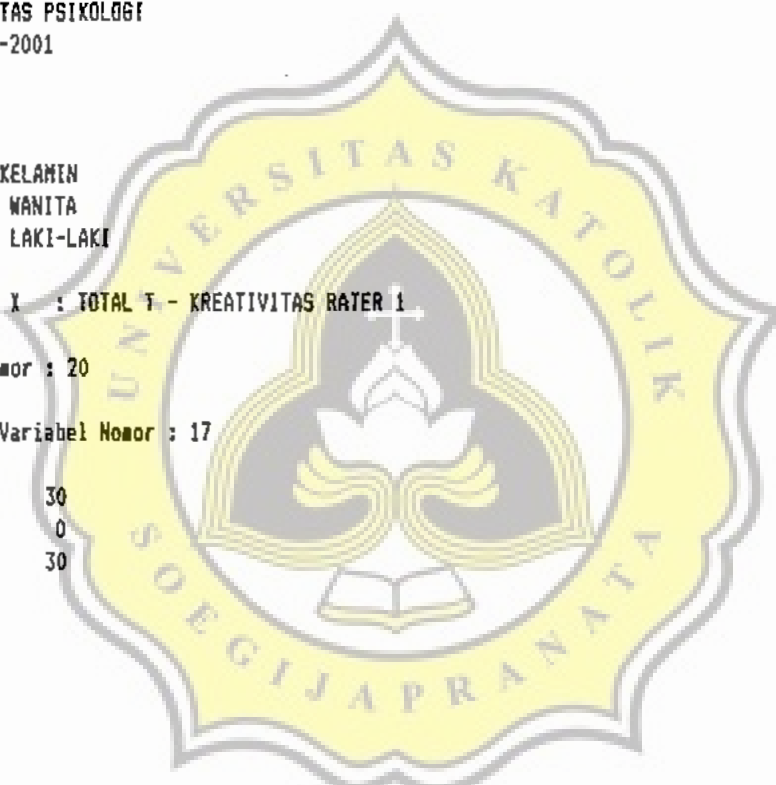 TAS PSIKOLOGI
-2001
KELAMIN
WANITA
LAKI-LAKI
X : TOTAL T - KREATIVITAS RATER 1
mor : 20
Variabel Nomor : 17
30
0
30
UNIVERSITAS KATOLIK
SOEGIJAPRANATA